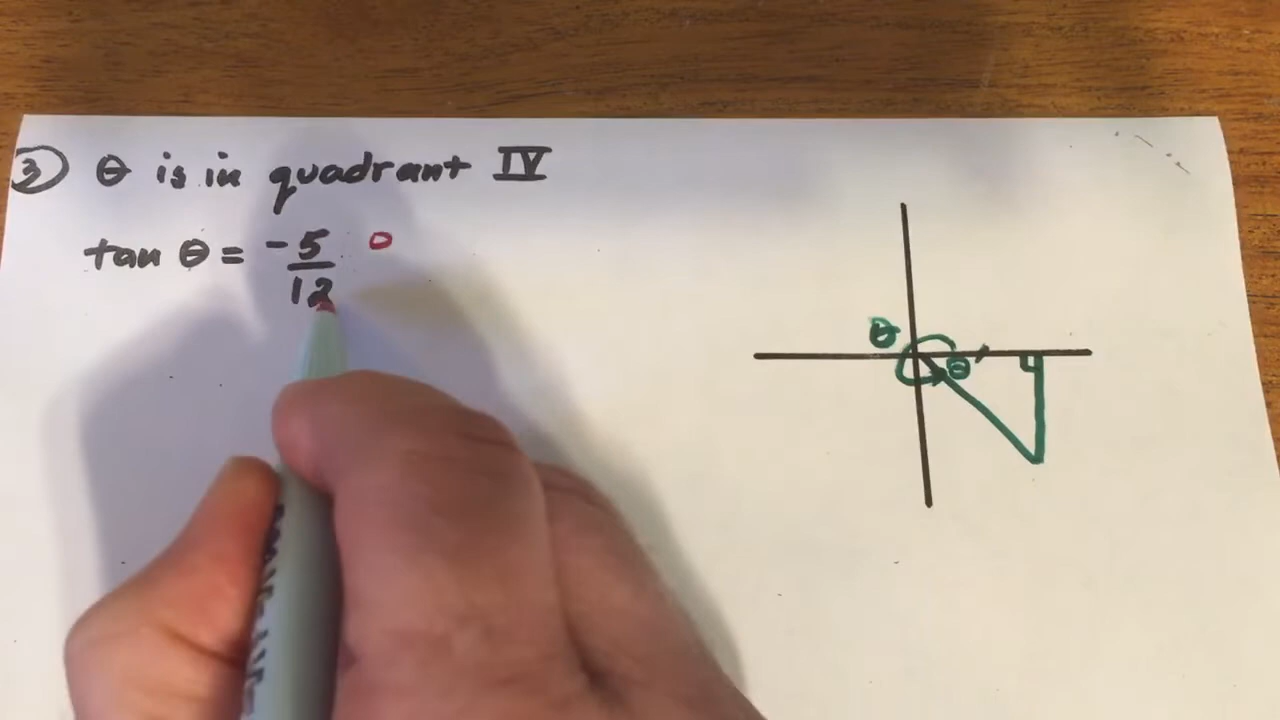 3 θ is in quadrant IV
tan θ = -5/12 o
θ
θ'